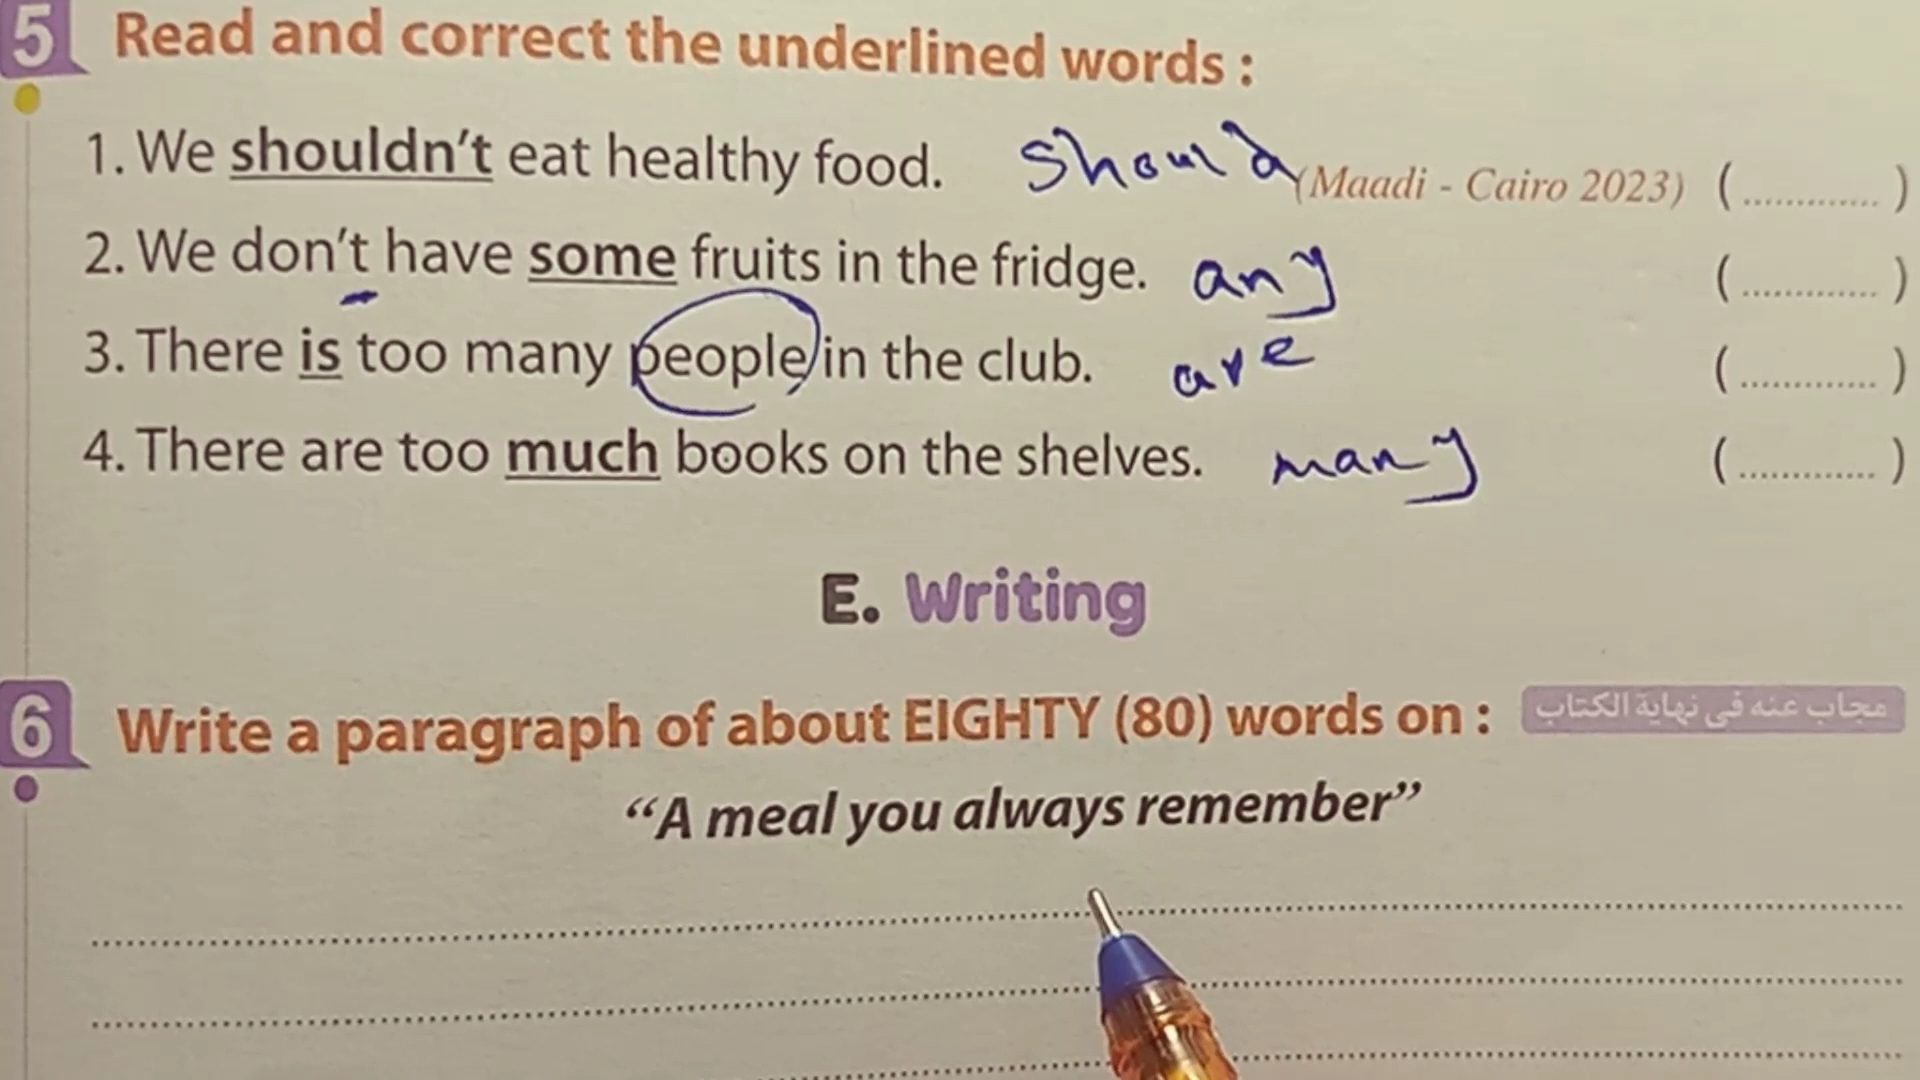 5 Read and correct the underlined words :
1. We shouldn't eat healthy food. should (Maadi - Cairo 2023) (.............)
2. We don't have some fruits in the fridge. any (.............)
3. There is too many people in the club. are (.............)
4. There are too much books on the shelves. many (.............)
E. Writing
6 Write a paragraph of about EIGHTY (80) words on : مجاب عنه في نهاية الكتاب
“A meal you always remember”